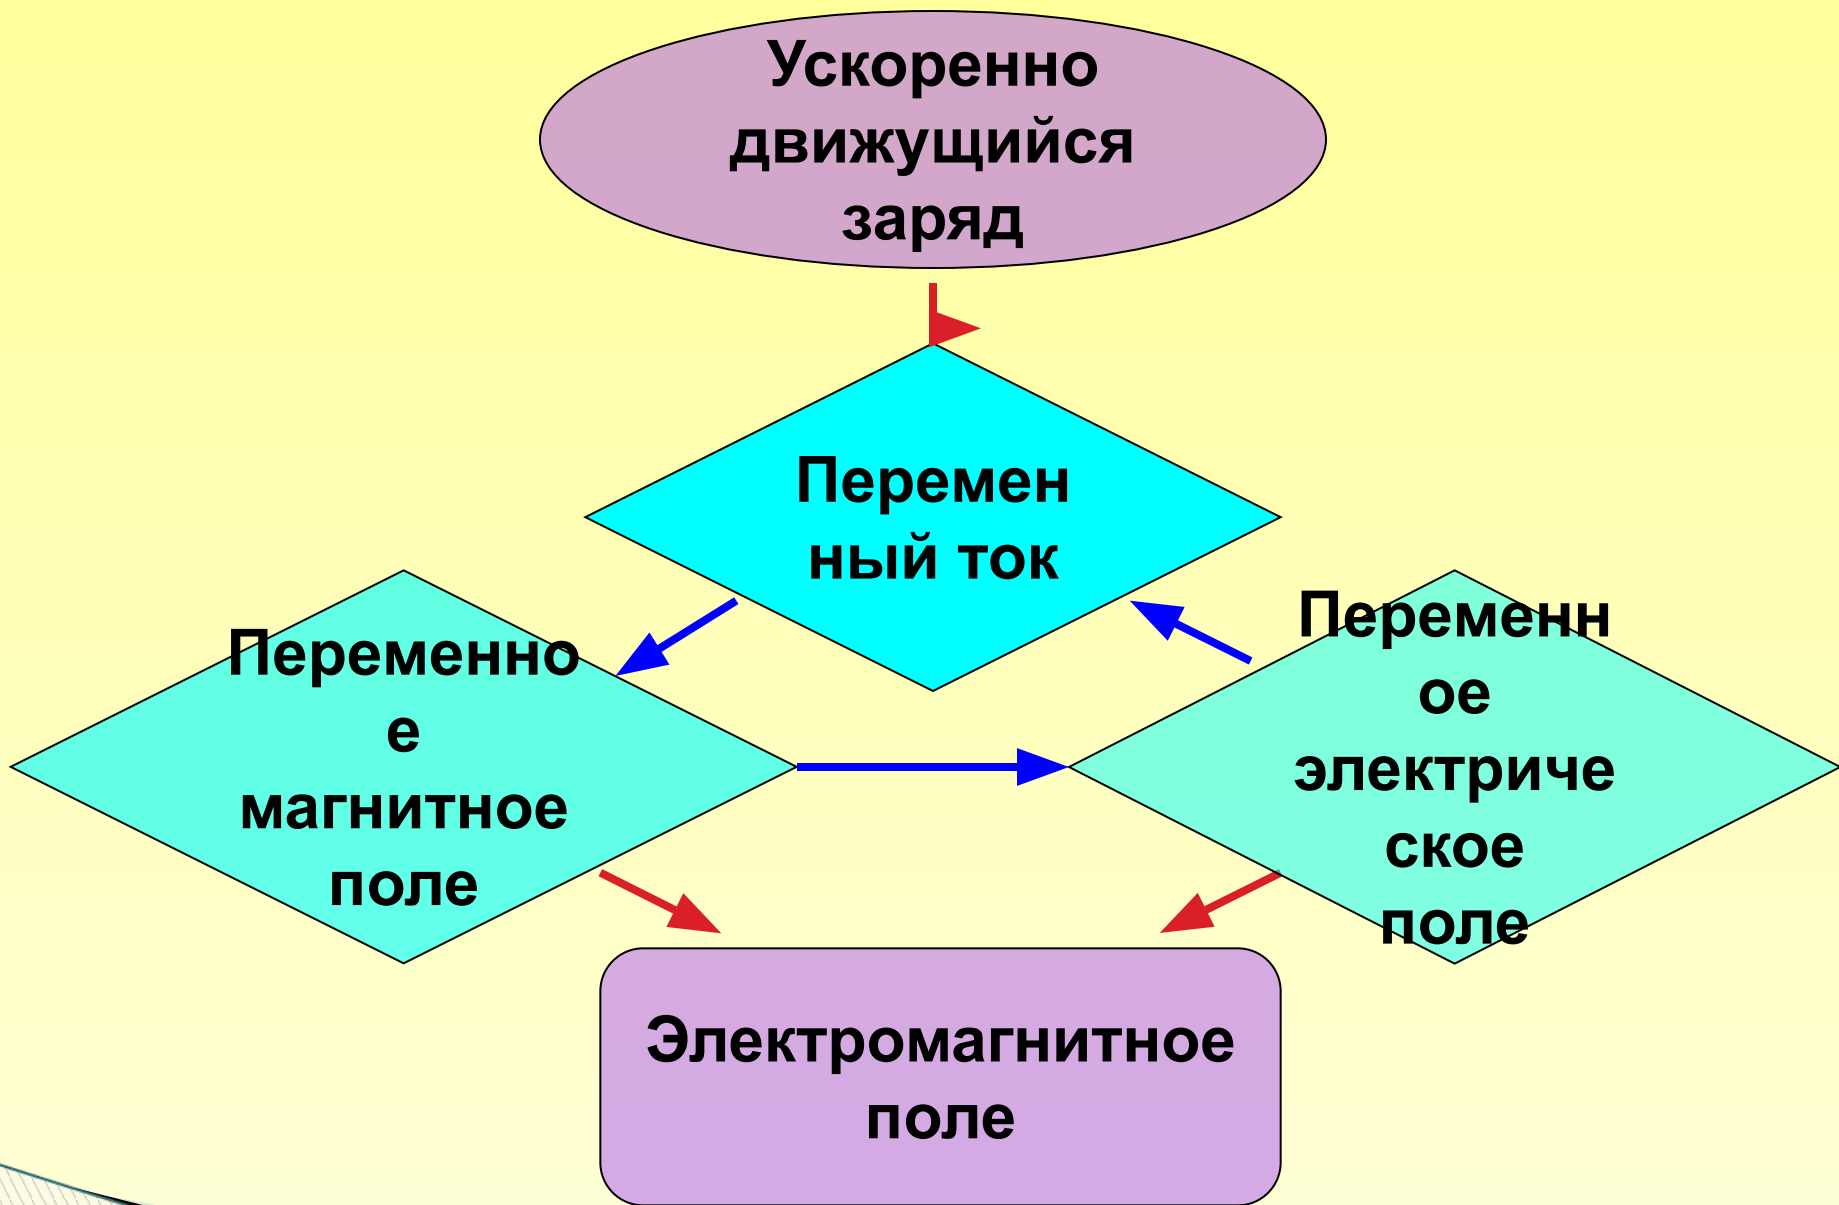 Ускоренно
движущийся
заряд
Перемен
ный ток
Переменно
е
магнитное
поле
Переменн
ое
электриче
ское
поле
Электромагнитное
поле